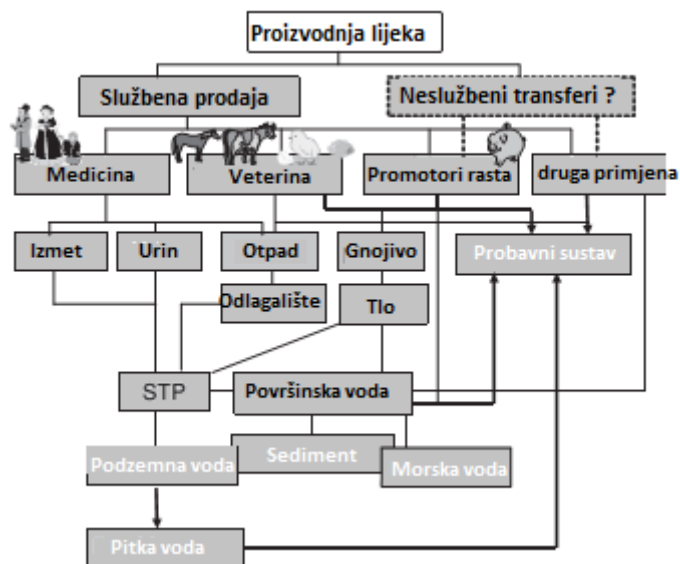 Proizvodnja lijeka
Službena prodaja
Neslužbeni transferi ?
Medicina
Veterina
Promotori rasta
druga primjena
Izmet
Urin
Otpad
Gnojivo
Probavni sustav
Odlagalište
Tlo
STP
Površinska voda
Podzemna voda
Sediment
Morska voda
Pitka voda